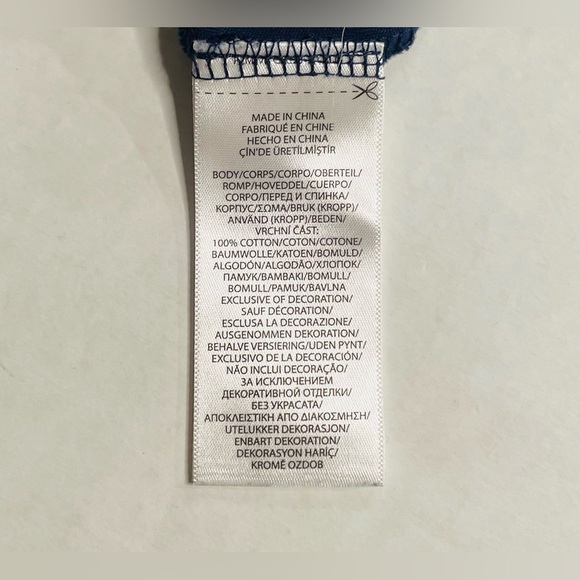 MADE IN CHINA
FABRIQUÉ EN CHINE
HECHO EN CHINA
ÇİN'DE ÜRETİLMİŞTİR
BODY/CORPS/CORPO/OBERTEIL/
ROMP/HOVEDDEL/CUERPO/
CORPO/ПЕРЕД И СПИНКА/
КОРПУС/ΣΩΜΑ/BRUK (KROPP)/
ANVÄND (KROPP)/BEDEN/
VRCHNÍ ČÁST:
100% COTTON/COTON/COTONE/
BAUMWOLLE/KATOEN/BOMULD/
ALGODÓN/ALGODÃO/ХЛОПОК/
ПАМУК/ΒΑΜΒΑΚΙ/BOMULL/
BOMULL/PAMUK/BAVLNA
EXCLUSIVE OF DECORATION/
SAUF DÉCORATION/
ESCLUSA LA DECORAZIONE/
AUSGENOMMEN DEKORATION/
BEHALVE VERSIERING/UDEN PYNT/
EXCLUSIVO DE LA DECORACIÓN/
NÃO INCLUI DECORAÇÃO/
ЗА ИСКЛЮЧЕНИЕМ
ДЕКОРАТИВНОЙ ОТДЕЛКИ/
БЕЗ УКРАСАТА/
ΑΠΟΚΛΕΙΣΤΙΚΗ ΑΠΟ ΔΙΑΚΟΣΜΗΣΗ/
UTELUKKER DEKORASJON/
ENBART DEKORATION/
DEKORASYON HARİÇ/
KROMĚ OZDOB